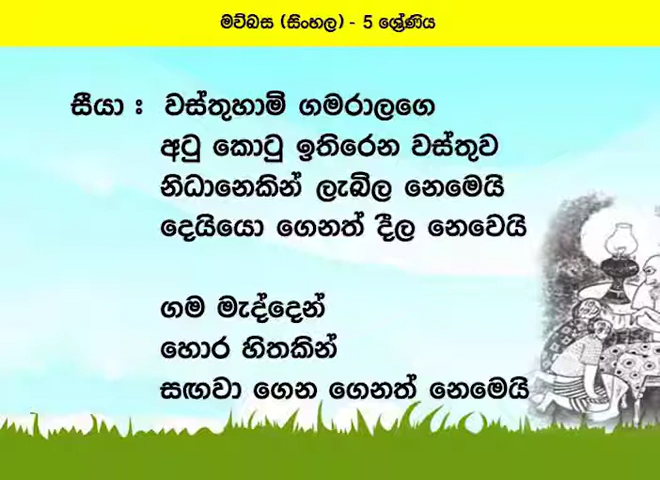 මව්බස (සිංහල) - 5 ශ්‍රේණිය
සීයා : වස්තුහාමි ගමරාලගෙ
අටු කොටු ඉතිරෙන වස්තුව
නිධානෙකින් ලැබිල නෙමෙයි
දෙයියො ගෙනත් දීල නෙවෙයි
ගම මැද්දෙන්
හොර හිතකින්
සඟවා ගෙන ගෙනත් නෙමෙයි